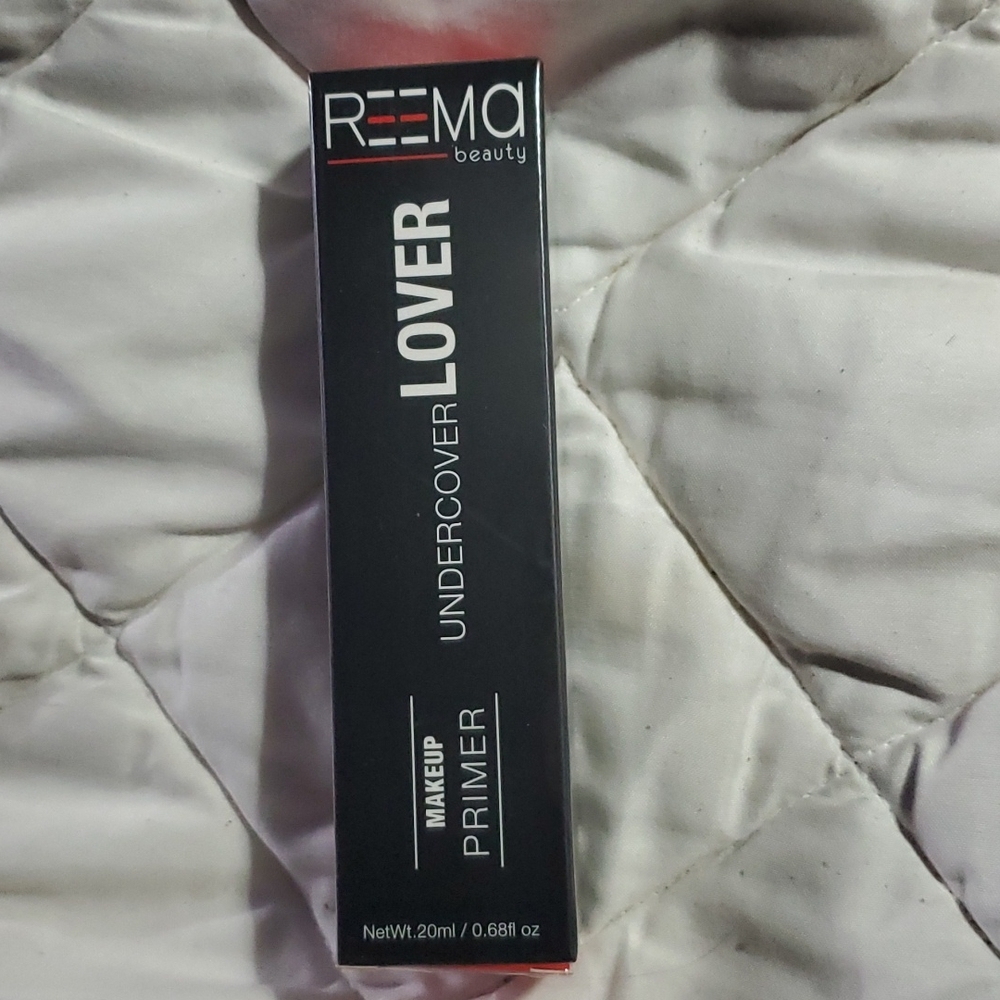 REEMa
beauty
UNDERCOVER LOVER
MAKEUP
PRIMER
NetWt.20ml / 0.68fl oz